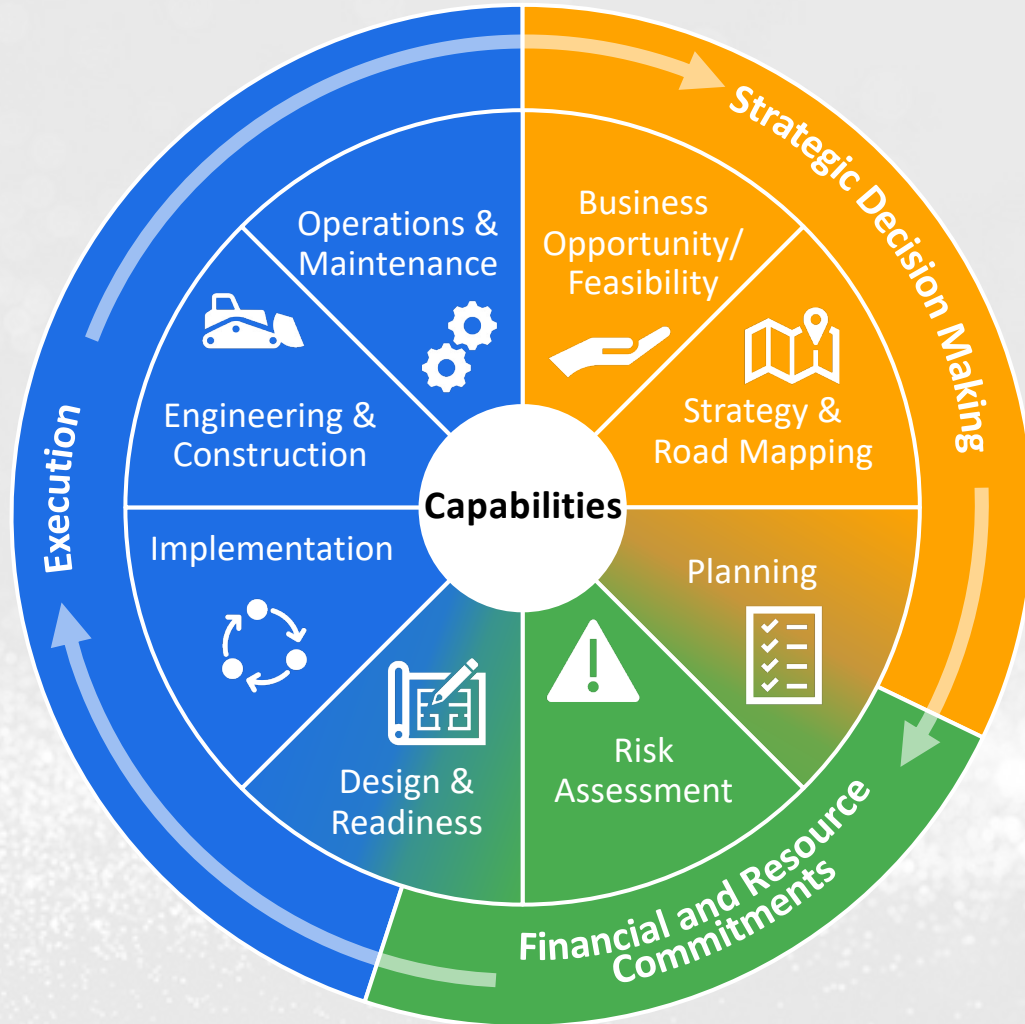 Strategic Decision Making
Business
Opportunity/
Feasibility
Strategy &
Road Mapping
Planning
Risk
Assessment
Financial and Resource
Commitments
Design &
Readiness
Implementation
Engineering &
Construction
Operations &
Maintenance
Execution
Capabilities